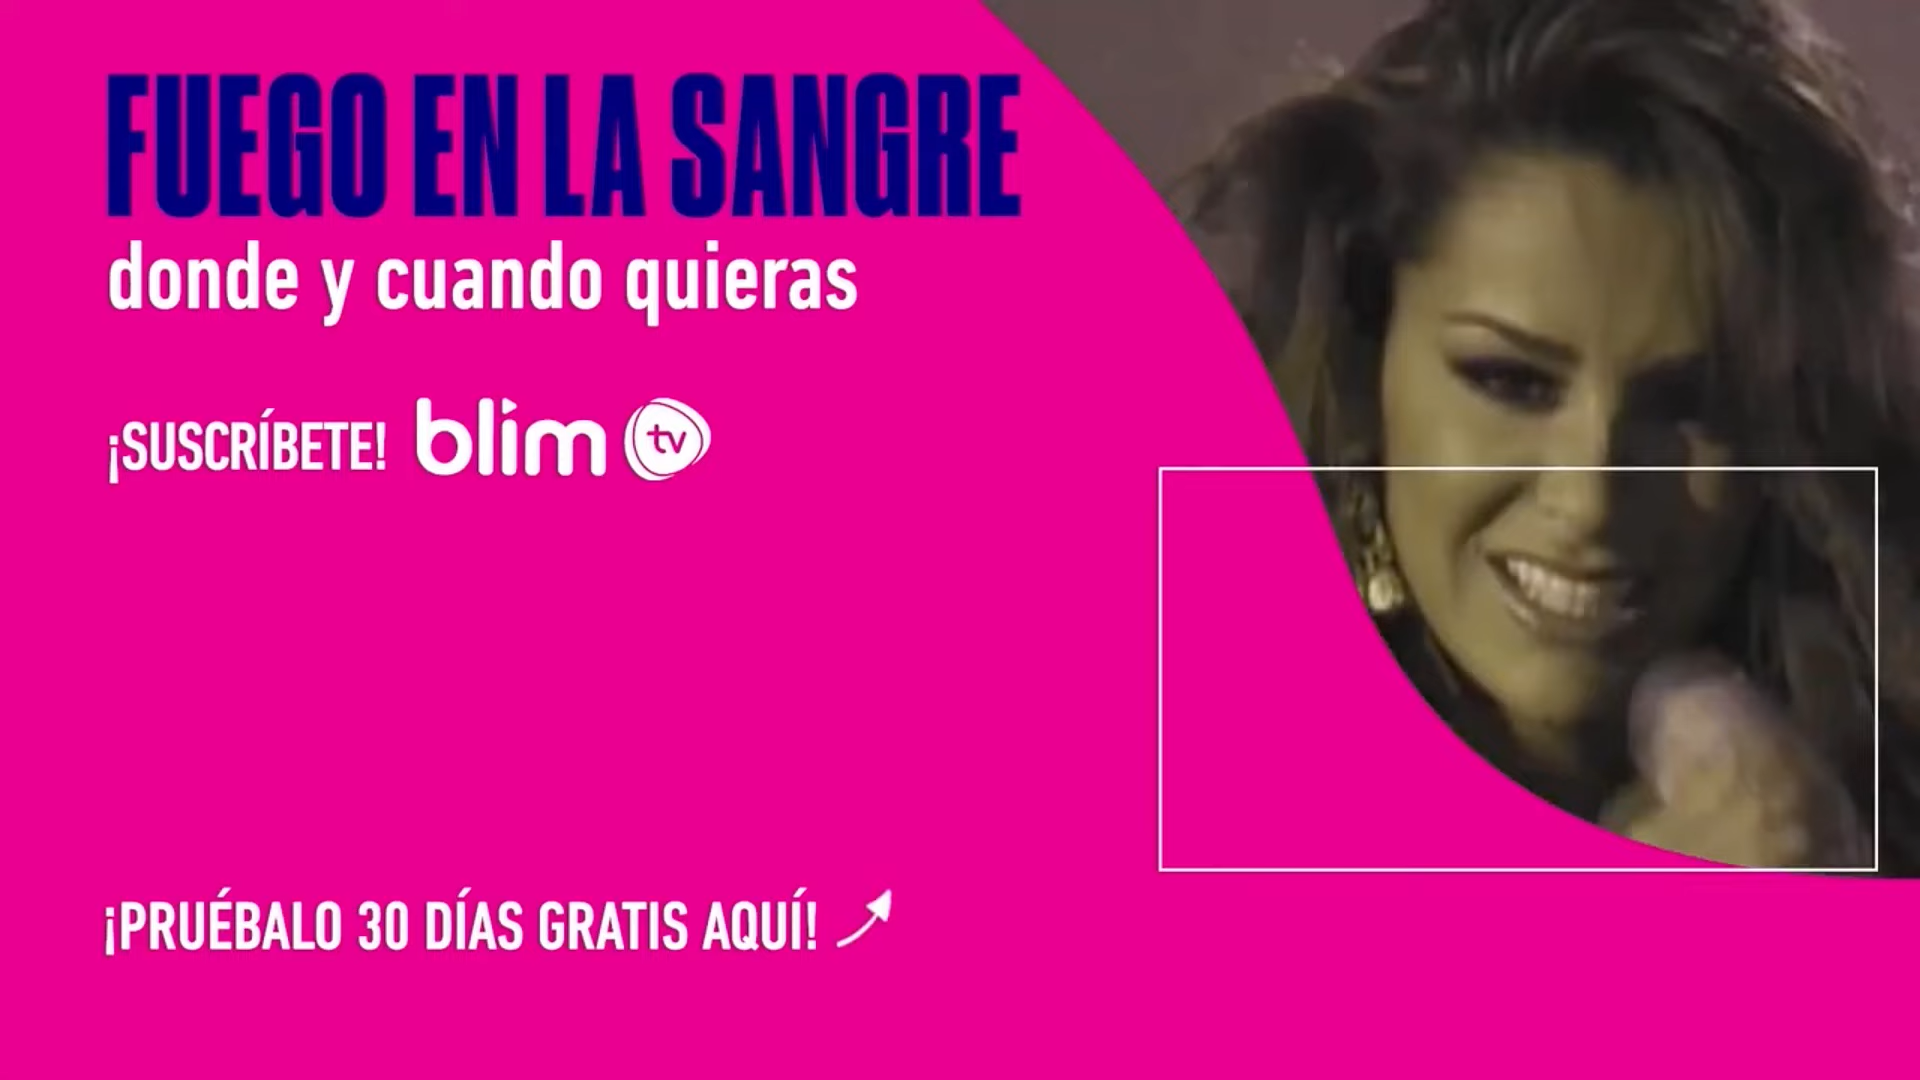 FUEGO EN LA SANGRE
donde y cuando quieras
¡SUSCRÍBETE! blim tv
¡PRUÉBALO 30 DÍAS GRATIS AQUÍ!